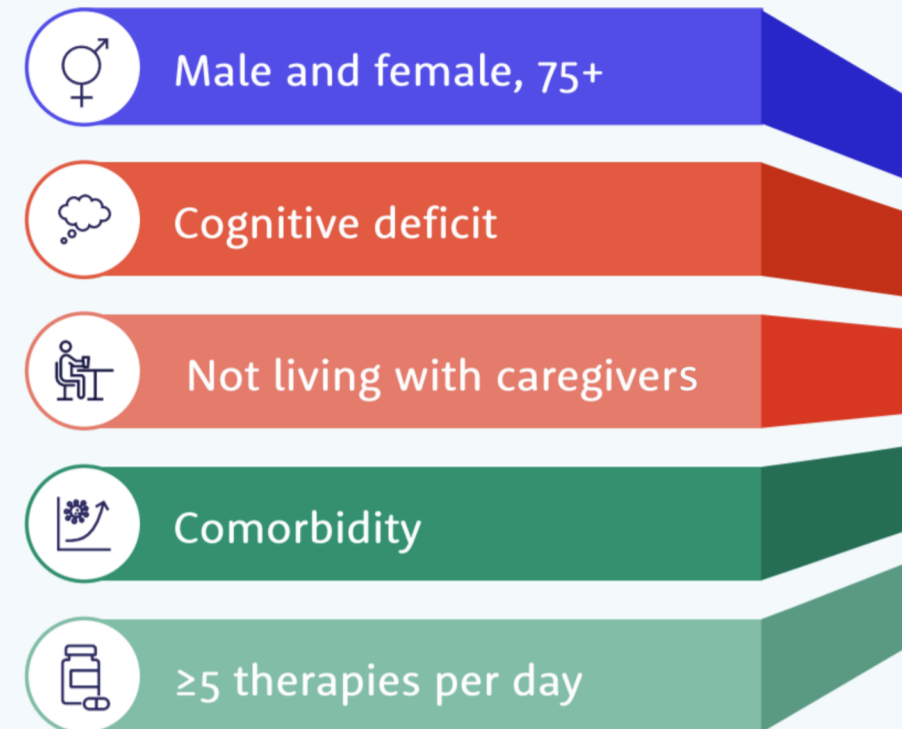 Male and female, 75+
Cognitive deficit
Not living with caregivers
Comorbidity
≥5 therapies per day